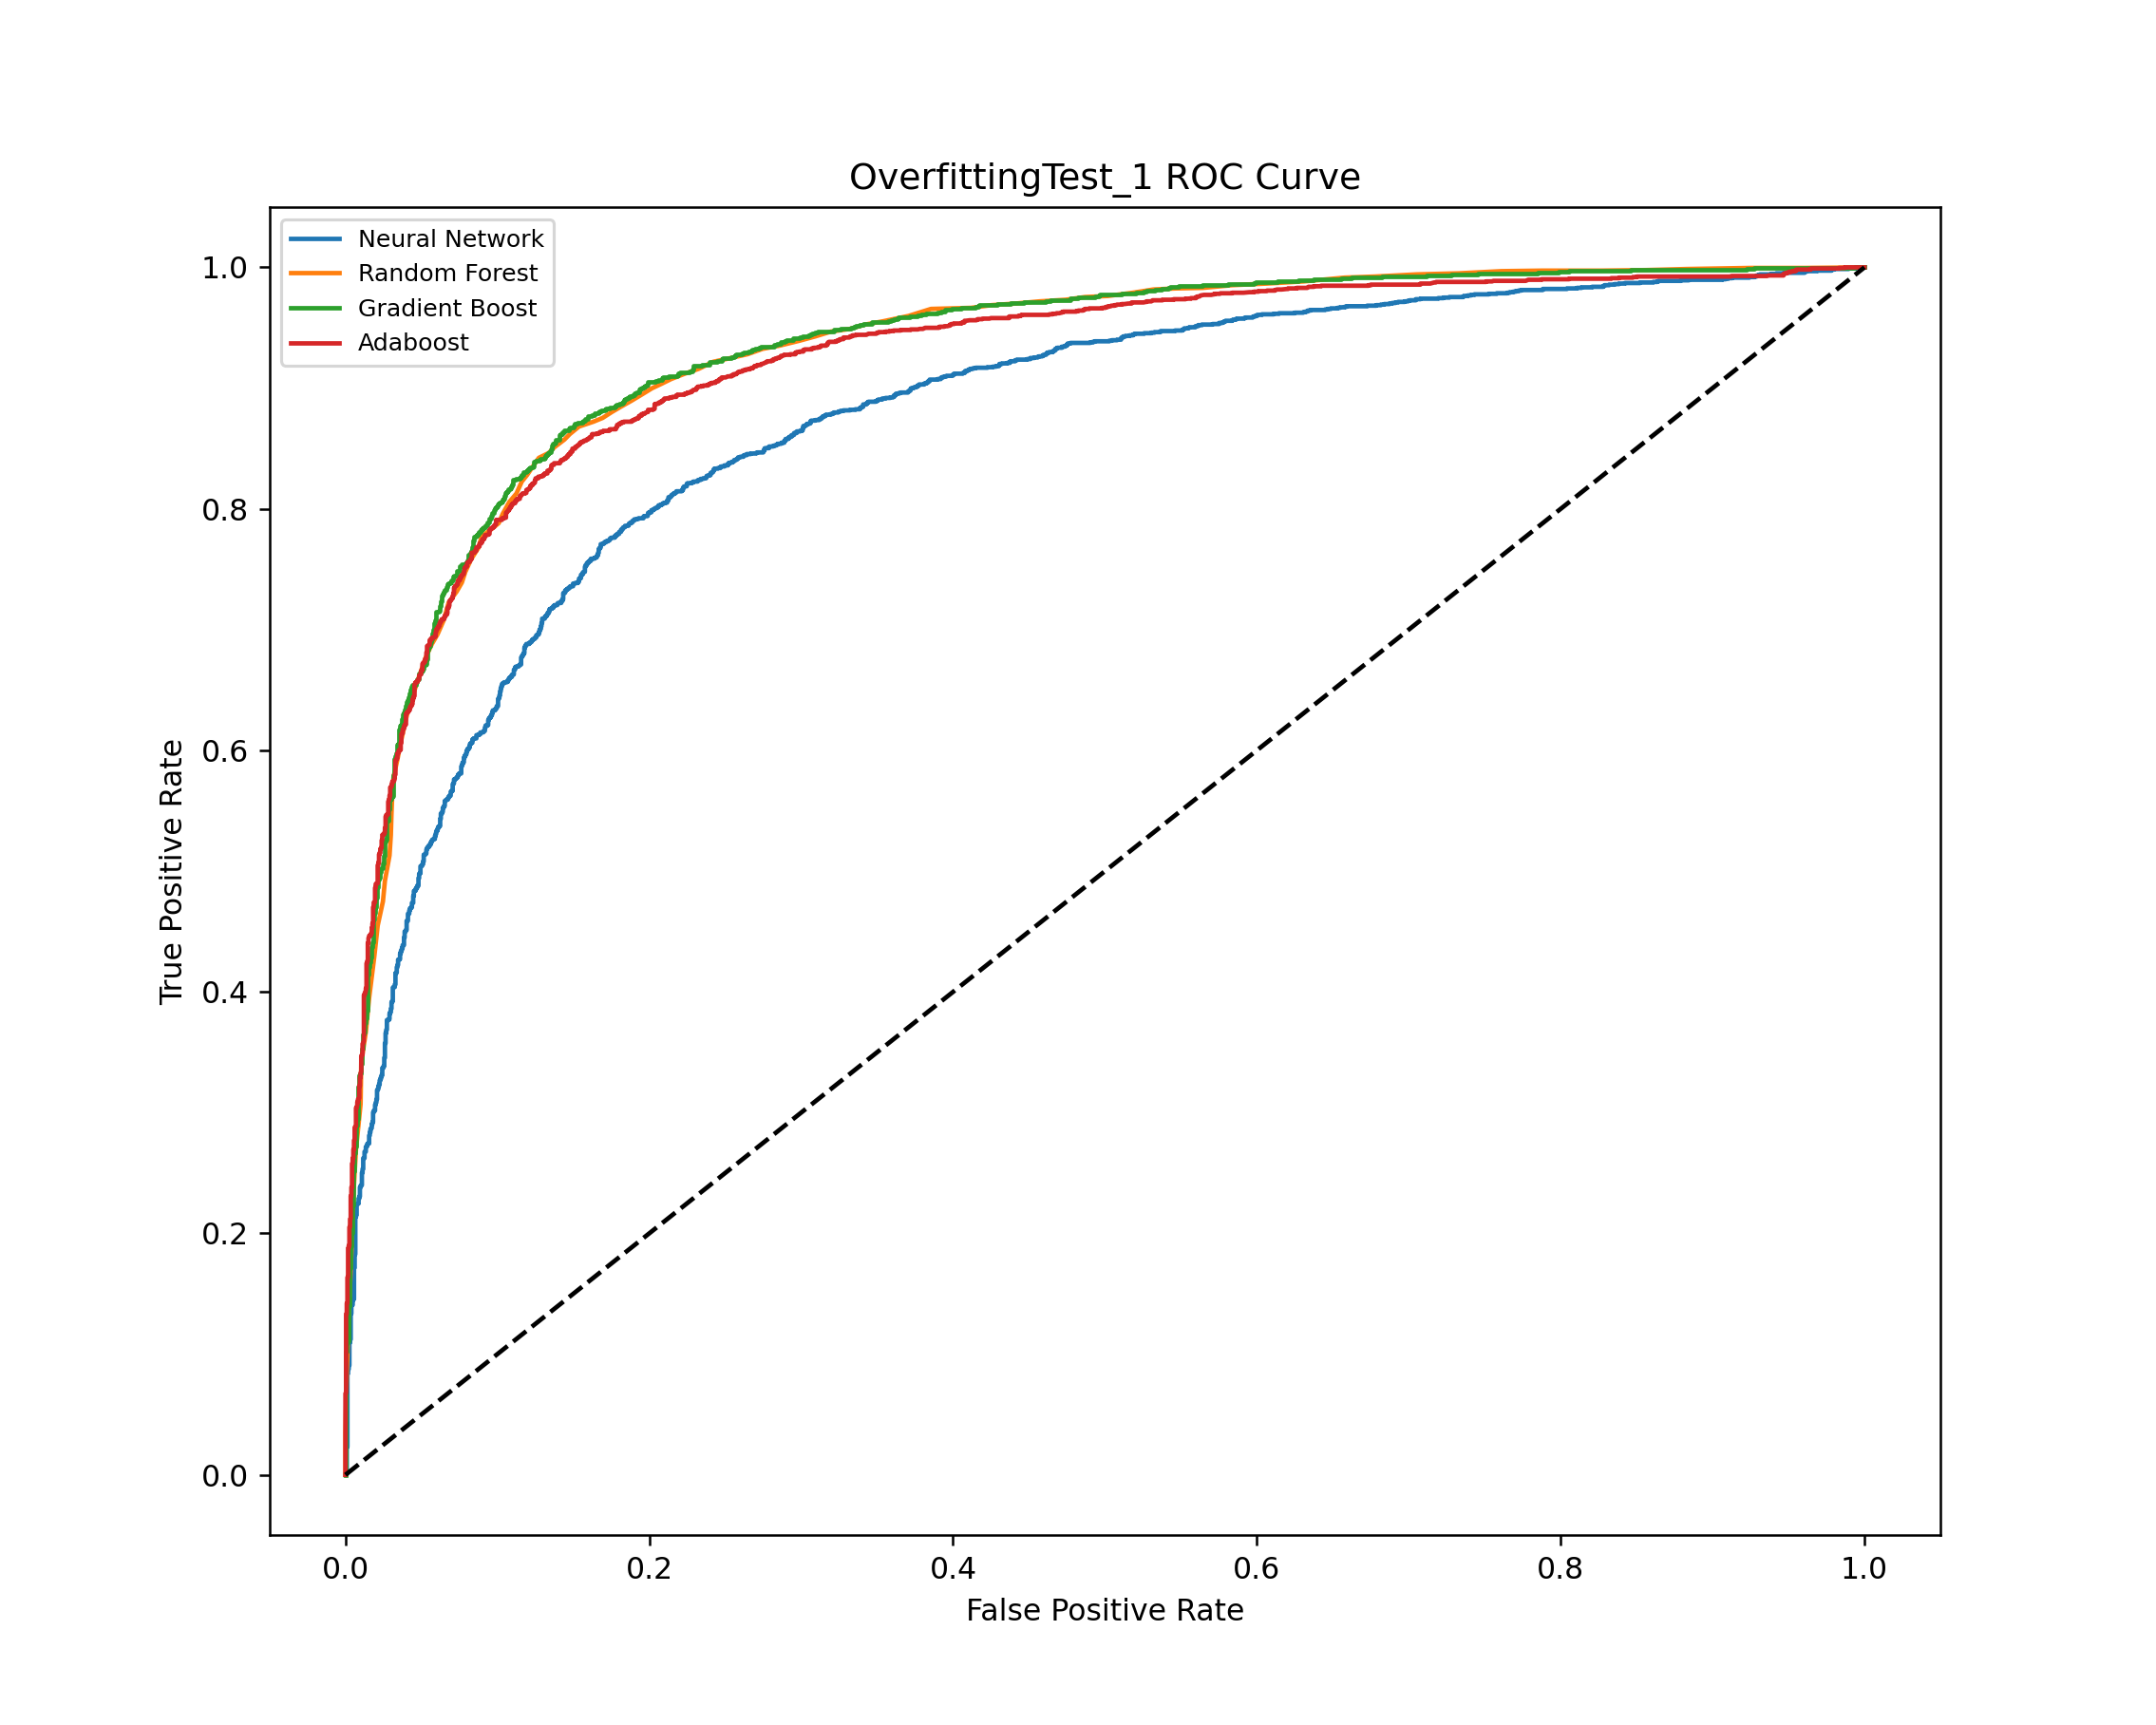 OverfittingTest_1 ROC Curve
Neural Network
Random Forest
Gradient Boost
Adaboost
True Positive Rate
1.0
0.8
0.6
0.4
0.2
0.0
0.0 0.2 0.4 0.6 0.8 1.0
False Positive Rate